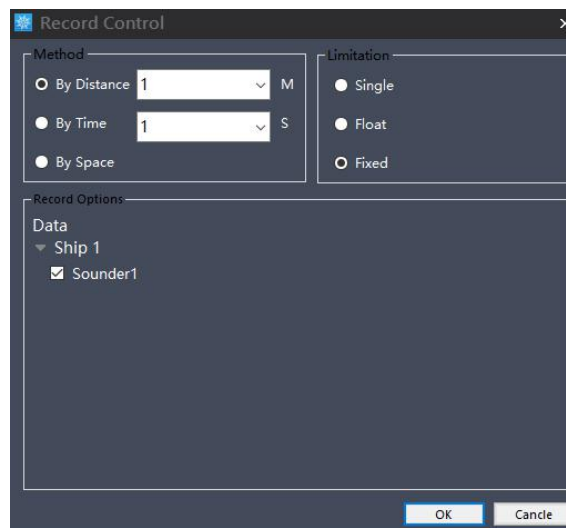 Record Control
Method
By Distance 1 M
By Time 1 S
By Space
Limitation
Single
Float
Fixed
Record Options
Data
Ship 1
Sounder1
OK
Cancle